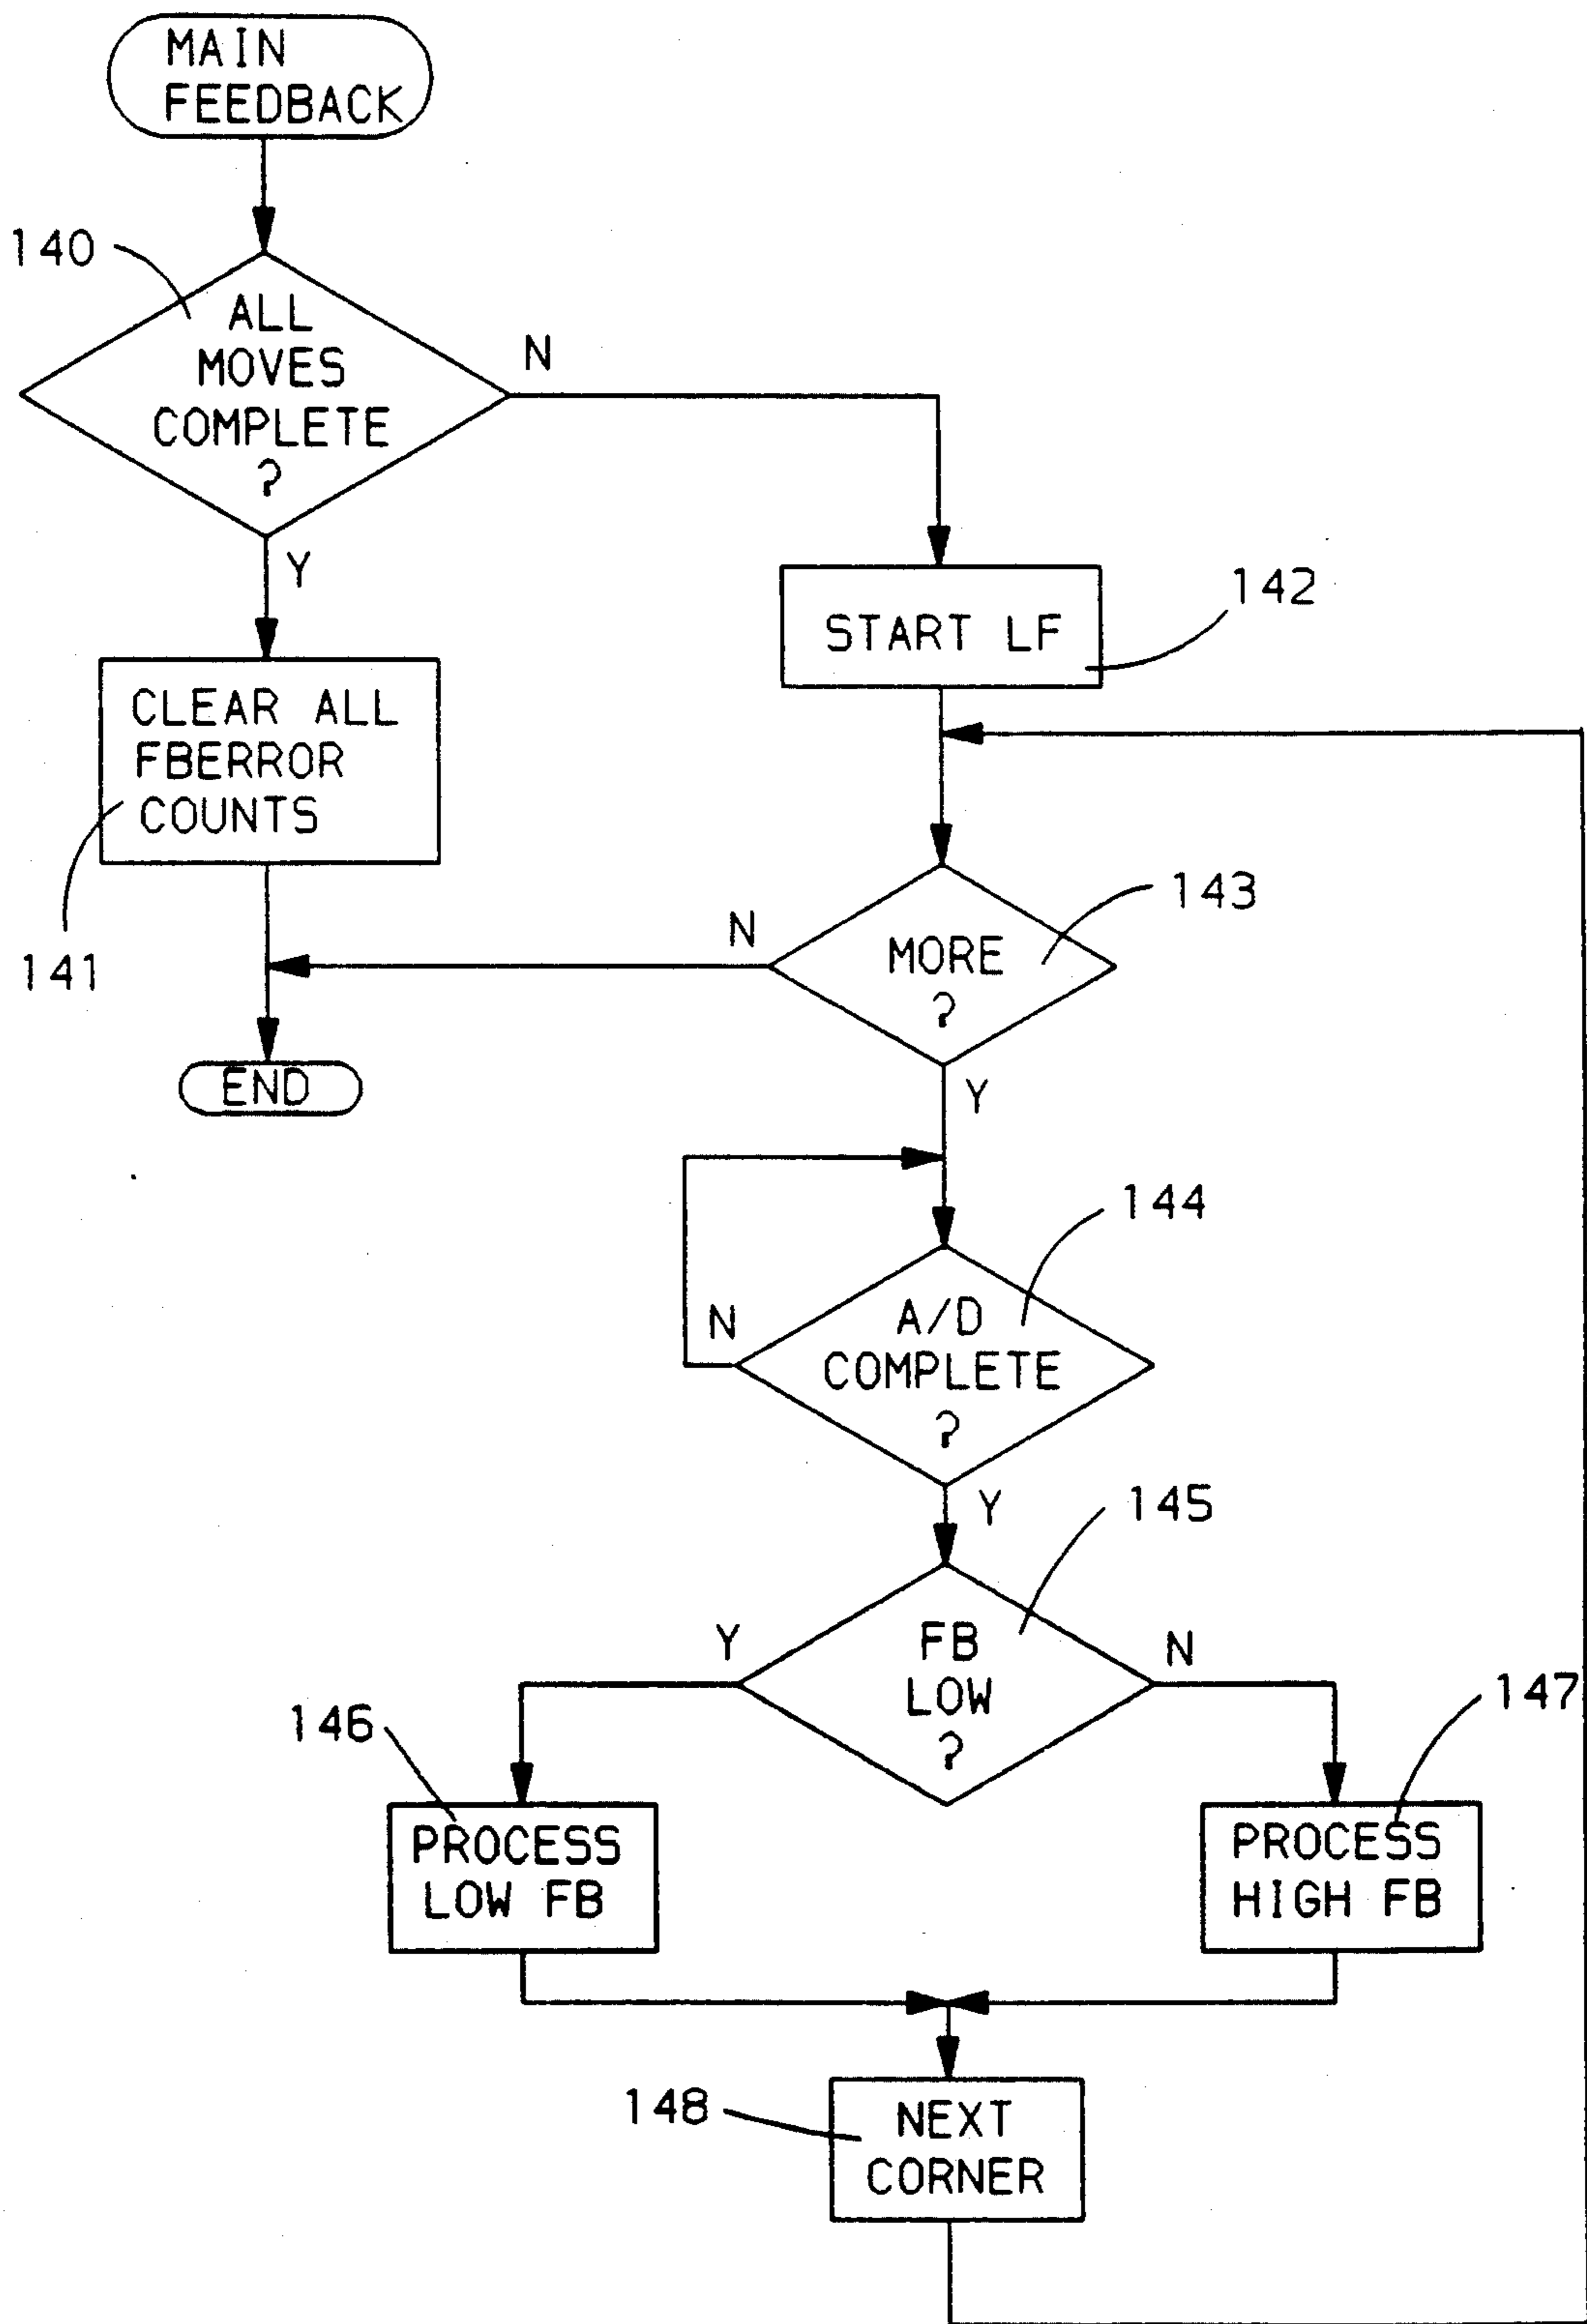 MAIN
FEEDBACK
140
ALL
MOVES
COMPLETE
?
N
Y
142
START LF
CLEAR ALL
FBERROR
COUNTS
141
143
N
MORE
?
Y
END
144
A/D
COMPLETE
?
N
Y
145
FB
LOW
?
Y
N
146
147
PROCESS
LOW FB
PROCESS
HIGH FB
148
NEXT
CORNER